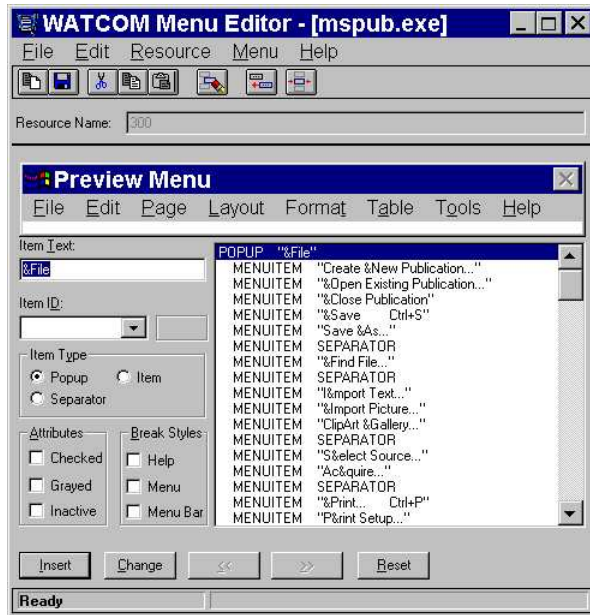 WATCOM Menu Editor - [mspub.exe]
File Edit Resource Menu Help
Resource Name: 300
Preview Menu
File Edit Page Layout Format Table Tools Help
Item Text:
&File
Item ID:
Item Type
Popup Item
Separator
Attributes
Checked
Grayed
Inactive
Break Styles
Help
Menu
Menu Bar
POPUP "&File"
MENUITEM "Create &New Publication..."
MENUITEM "&Open Existing Publication..."
MENUITEM "&Close Publication"
MENUITEM "&Save Ctrl+S"
MENUITEM "Save &As..."
SEPARATOR
MENUITEM "&Find File..."
MENUITEM SEPARATOR
MENUITEM "I&mport Text..."
MENUITEM "&Import Picture..."
MENUITEM "ClipArt &Gallery..."
MENUITEM SEPARATOR
MENUITEM "S&elect Source..."
MENUITEM "Ac&quire..."
MENUITEM SEPARATOR
MENUITEM "&Print... Ctrl+P"
MENUITEM "P&rint Setup..."
Insert Change << >> Reset
Ready